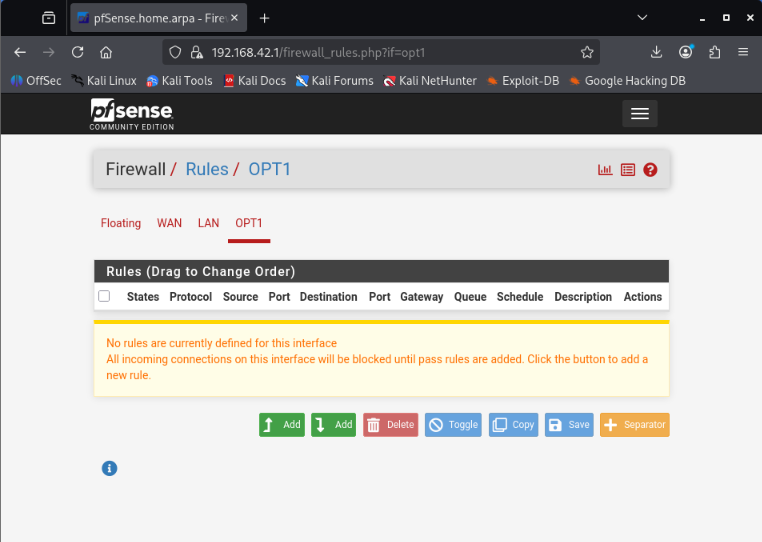 pfSense.home.arpa - Fire
192.168.42.1/firewall_rules.php?if=opt1
OffSec Kali Linux Kali Tools Kali Docs Kali Forums Kali NetHunter Exploit-DB Google Hacking DB
pfsense
COMMUNITY EDITION
Firewall / Rules / OPT1
Floating WAN LAN OPT1
Rules (Drag to Change Order)
States Protocol Source Port Destination Port Gateway Queue Schedule Description Actions
No rules are currently defined for this interface
All incoming connections on this interface will be blocked until pass rules are added. Click the button to add a
new rule.
Add Add Delete Toggle Copy Save Separator